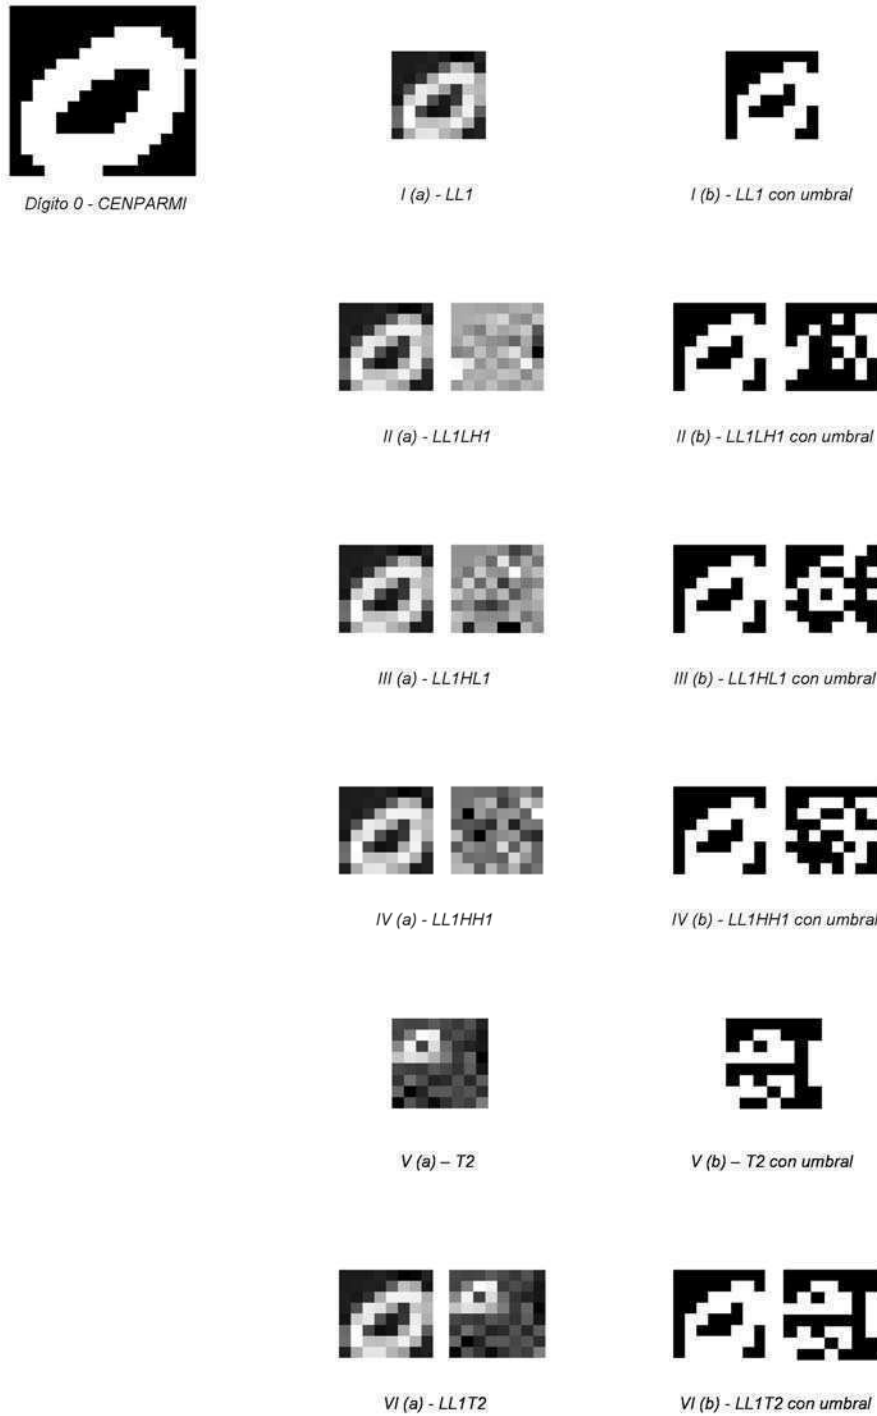 Dígito 0 - CENPARMI
I (a) - LL1
I (b) - LL1 con umbral
II (a) - LL1LH1
II (b) - LL1LH1 con umbral
III (a) - LL1HL1
III (b) - LL1HL1 con umbral
IV (a) - LL1HH1
IV (b) - LL1HH1 con umbral
V (a) – T2
V (b) – T2 con umbral
VI (a) - LL1T2
VI (b) - LL1T2 con umbral